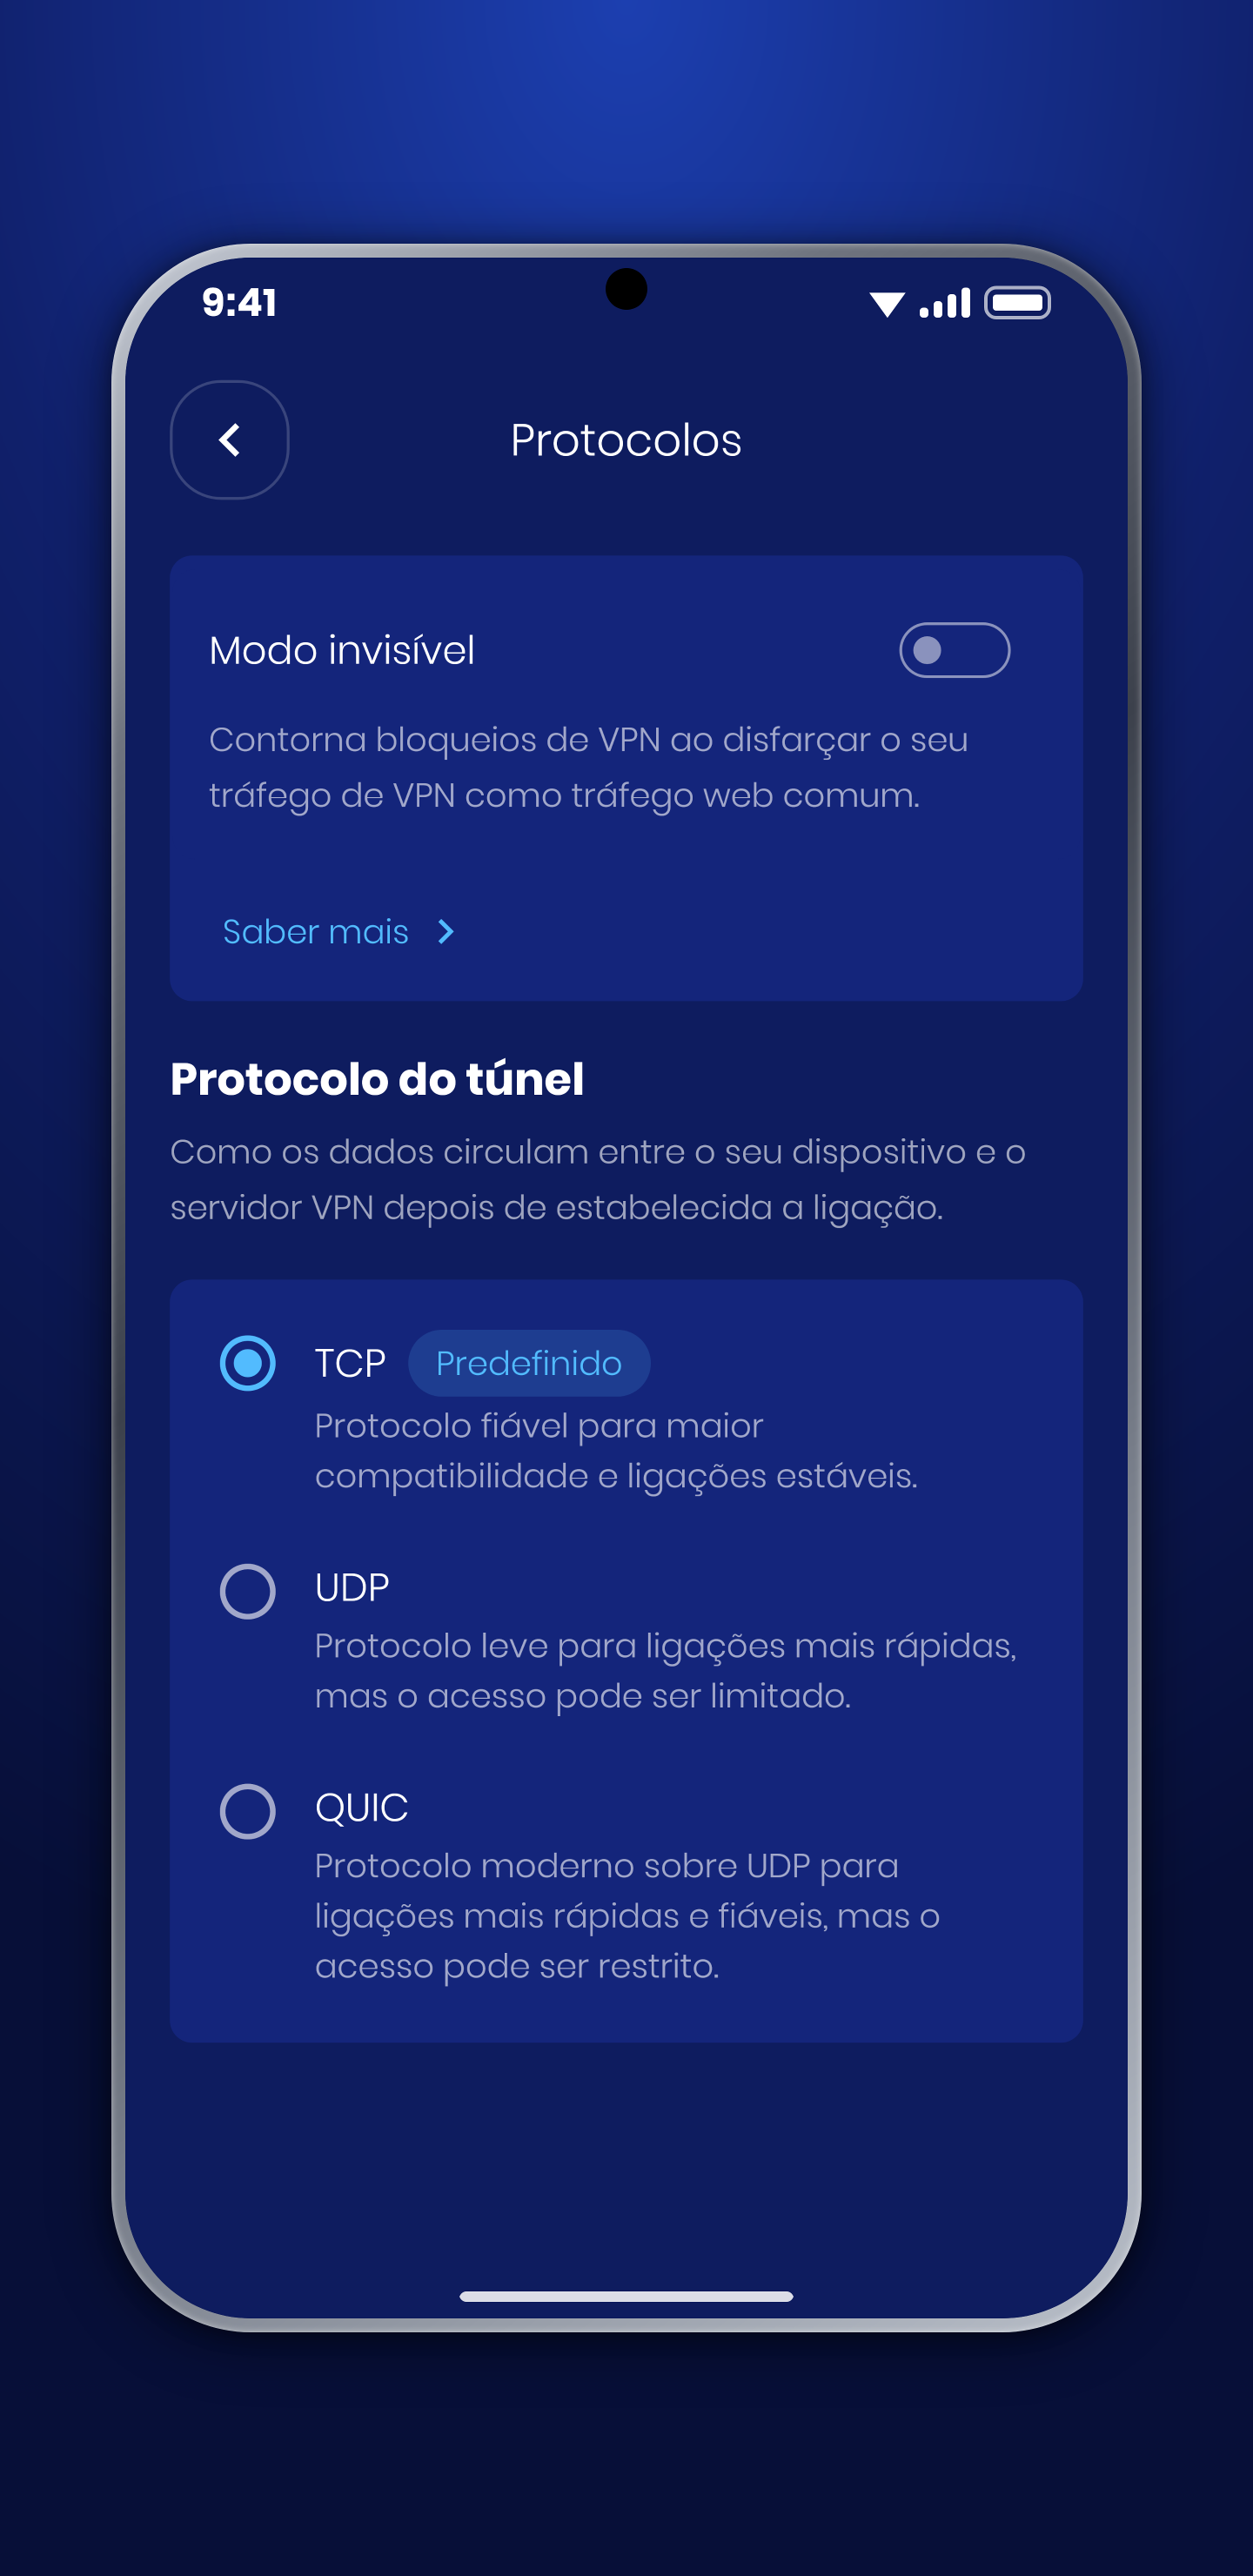 9:41
Protocolos
Modo invisível
Contorna bloqueios de VPN ao disfarçar o seu
tráfego de VPN como tráfego web comum.
Saber mais
Protocolo do túnel
Como os dados circulam entre o seu dispositivo e o
servidor VPN depois de estabelecida a ligação.
TCP Predefinido
Protocolo fiável para maior
compatibilidade e ligações estáveis.
UDP
Protocolo leve para ligações mais rápidas,
mas o acesso pode ser limitado.
QUIC
Protocolo moderno sobre UDP para
ligações mais rápidas e fiáveis, mas o
acesso pode ser restrito.